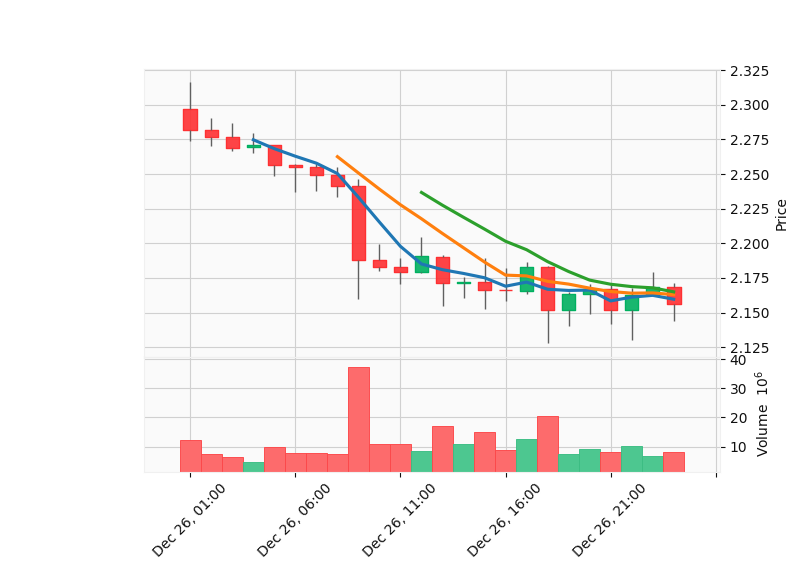 2.325
2.300
2.275
2.250
2.225
2.200
2.175
2.150
2.125
Price
40
30
20
10
Volume 10^6
Dec 26, 01:00
Dec 26, 06:00
Dec 26, 11:00
Dec 26, 16:00
Dec 26, 21:00